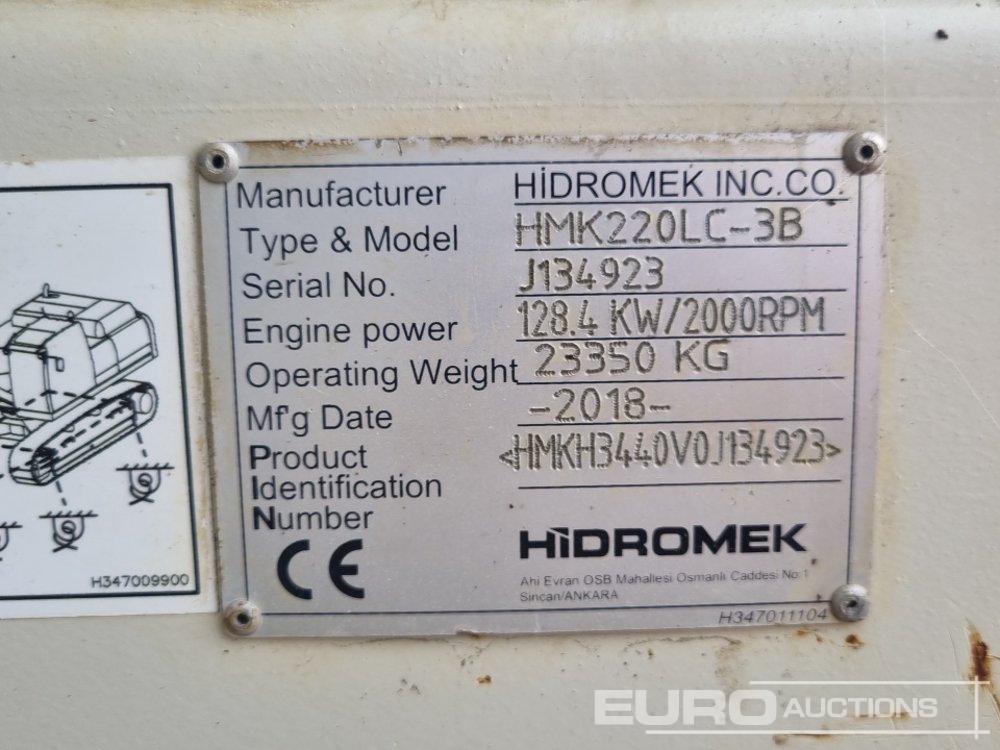 Manufacturer HİDROMEK INC.CO.
Type & Model HMK220LC-3B
Serial No. J134923
Engine power 128.4 KW/2000RPM
Operating Weight 23350 KG
Mf'g Date -2018-
Product <HMKH3440V0J134923>
Identification
Number
CE
HİDROMEK
Ahi Evran OSB Mahallesi Osmanlı Caddesi No:1
Sincan/ANKARA
H347011104
H347009900
EURO AUCTIONS